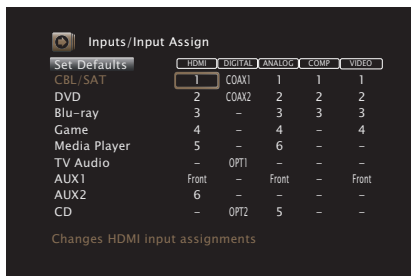 Inputs/Input Assign
Set Defaults HDMI DIGITAL ANALOG COMP VIDEO
CBL/SAT 1 COAX1 1 1 1
DVD 2 COAX2 2 2 2
Blu-ray 3 – 3 3 3
Game 4 – 4 – 4
Media Player 5 – 6 – –
TV Audio – OPT1 – – –
AUX1 Front – Front – Front
AUX2 6 – – – –
CD – OPT2 5 – –
Changes HDMI input assignments